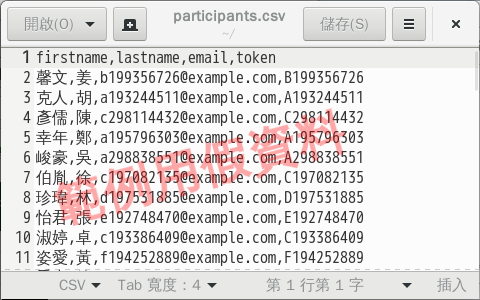 開啟(O)
participants.csv
~/
儲存(S)
1 firstname,lastname,email,token
2 馨文,姜,b199356726@example.com,B199356726
3 克人,胡,a193244511@example.com,A193244511
4 彥儒,陳,c298114432@example.com,C298114432
5 幸年,鄭,a195796303@example.com,A195796303
6 峻豪,吳,a298838551@example.com,A298838551
7 伯胤,徐,c197082135@example.com,C197082135
8 珍瑋,林,d197531885@example.com,D197531885
9 怡君,張,e192748470@example.com,E192748470
10 淑婷,卓,c193386409@example.com,C193386409
11 姿愛,黃,f194252889@example.com,F194252889
範例用假資料
CSV Tab 寬度：4 第 1 行第 1 字 插入